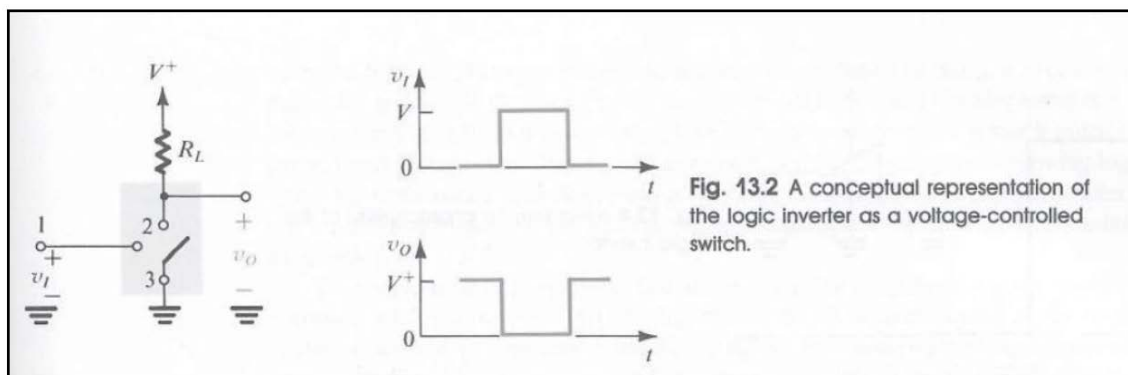 V⁺
R_L
1
2
3
+
v_I
−
+
v_O
−
v_I
V
0
t
v_O
V⁺
0
t
Fig. 13.2 A conceptual representation of
the logic inverter as a voltage-controlled
switch.